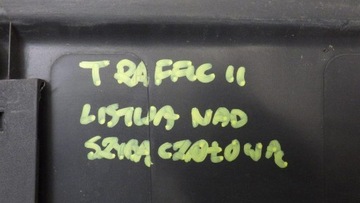 TRAFFIC II
LISTWA NAD
SZYBĄ CZOŁOWĄ